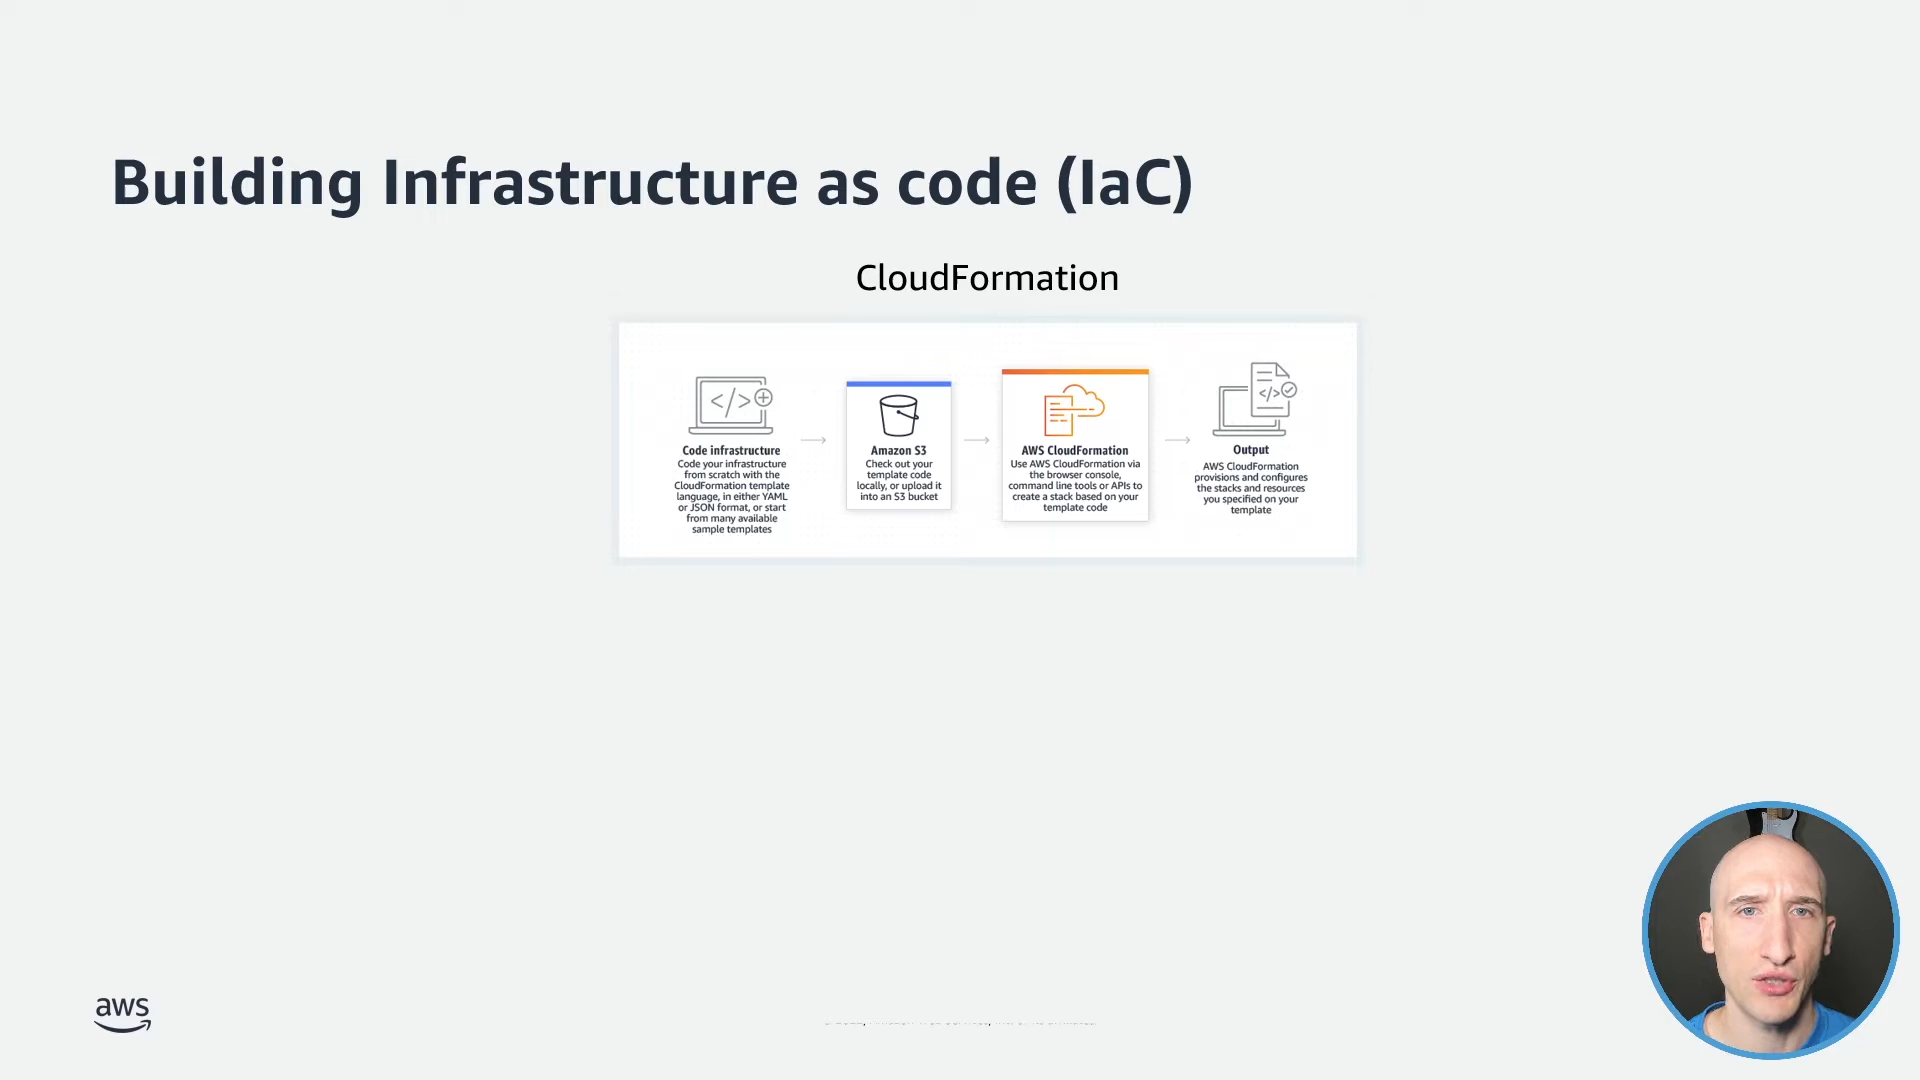 Building Infrastructure as code (IaC)
CloudFormation
Code infrastructure
Code your infrastructure
from scratch with the
CloudFormation template
language, in either YAML
or JSON format, or start
from many available
sample templates
Amazon S3
Check out your
template code
locally, or upload it
into an S3 bucket
AWS CloudFormation
Use AWS CloudFormation via
the browser console,
command line tools or APIs to
create a stack based on your
template code
Output
AWS CloudFormation
provisions and configures
the stacks and resources
you specified on your
template
aws